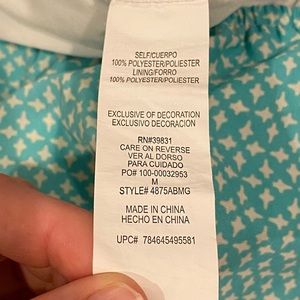 SELF/CUERPO
100% POLYESTER/POLIESTER
LINING/FORRO
100% POLYESTER/POLIESTER
EXCLUSIVE OF DECORATION
EXCLUSIVO DECORACION
RN#39831
CARE ON REVERSE
VER AL DORSO
PARA CUIDADO
PO# 100-00032953
M
STYLE# 4875ABMG
MADE IN CHINA
HECHO EN CHINA
UPC# 784645495581